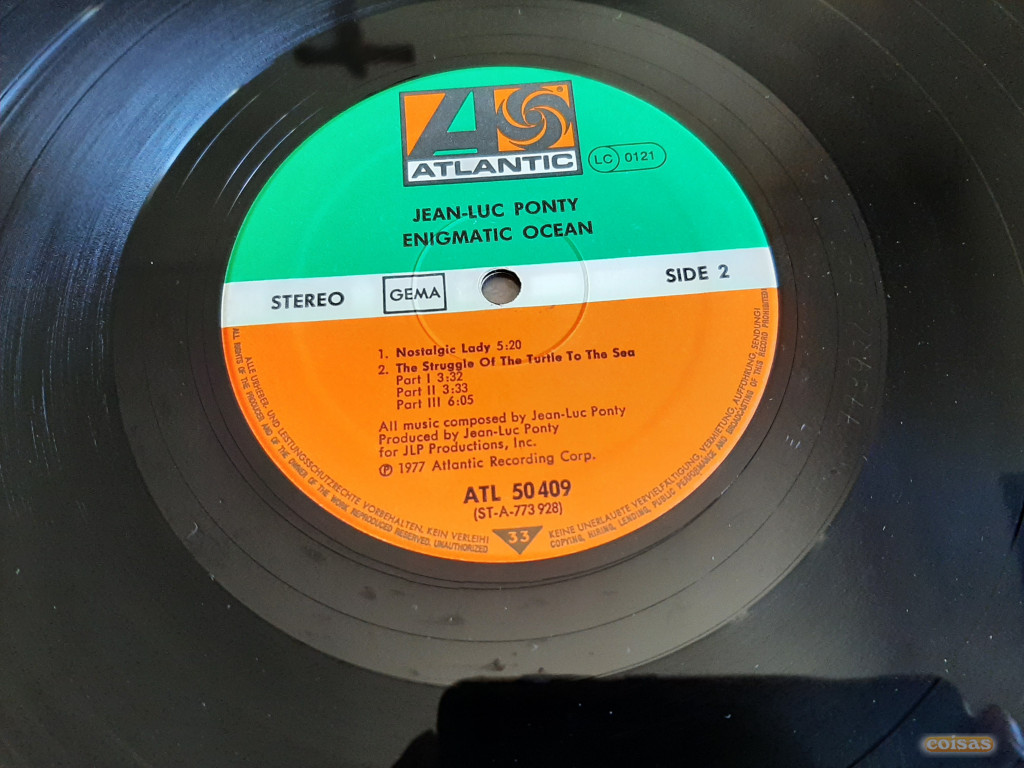 ATLANTIC
LC 0121
JEAN-LUC PONTY
ENIGMATIC OCEAN
STEREO GEMA SIDE 2
1. Nostalgic Lady 5:20
2. The Struggle Of The Turtle To The Sea
Part I 3:32
Part II 3:33
Part III 6:05
All music composed by Jean-Luc Ponty
Produced by Jean-Luc Ponty
for JLP Productions, Inc.
℗ 1977 Atlantic Recording Corp.
ATL 50 409
(ST-A-773 928)
33
ALLE URHEBER- UND LEISTUNGSSCHUTZRECHTE VORBEHALTEN. KEIN VERLEIH! KEINE UNERLAUBTE VERVIELFÄLTIGUNG, VERMIETUNG, AUFFÜHRUNG, SENDUNG!
ALL RIGHTS OF THE PRODUCER AND OF THE OWNER OF THE WORK REPRODUCED RESERVED. UNAUTHORIZED COPYING, HIRING, LENDING, PUBLIC PERFORMANCE AND BROADCASTING OF THIS RECORD PROHIBITED!
coisas